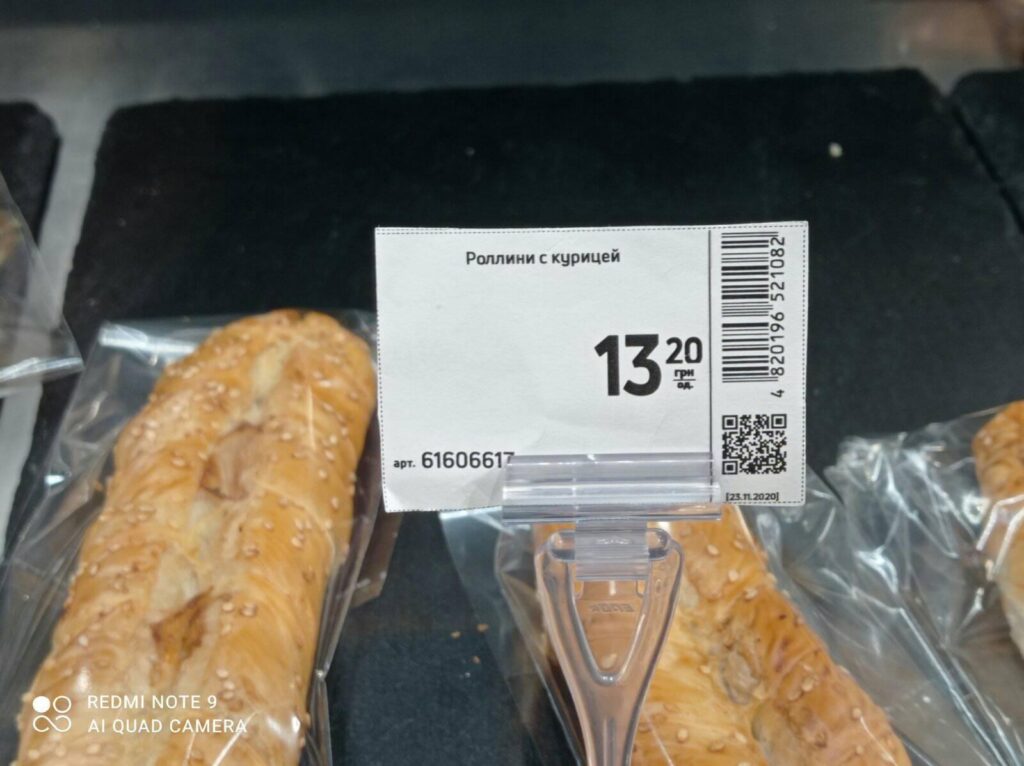 Роллини с курицей
13 20
грн
од.
арт. 61606617
4 820196 521082
[23.11.2020]
REDMI NOTE 9
AI QUAD CAMERA